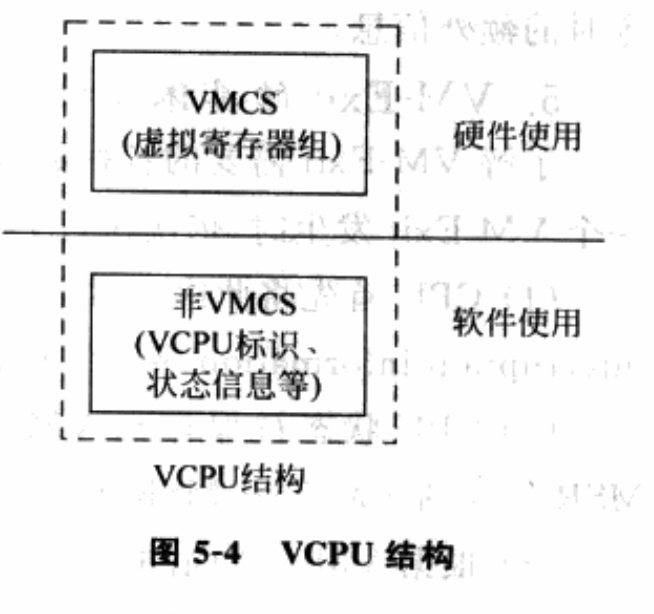 VMCS
(虚拟寄存器组)
硬件使用
非VMCS
(VCPU标识、
状态信息等)
软件使用
VCPU结构
图 5-4 VCPU 结构